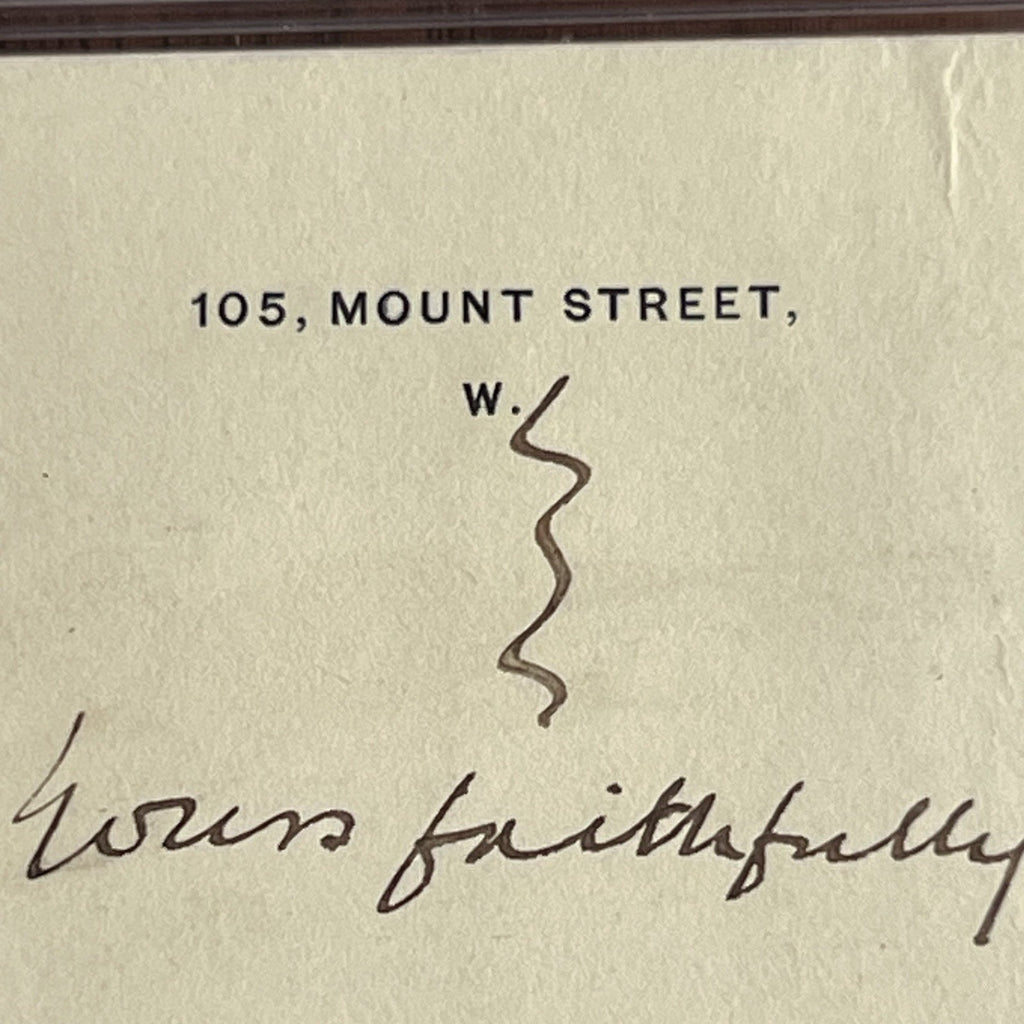 105, MOUNT STREET,
W.
Yours faithfully